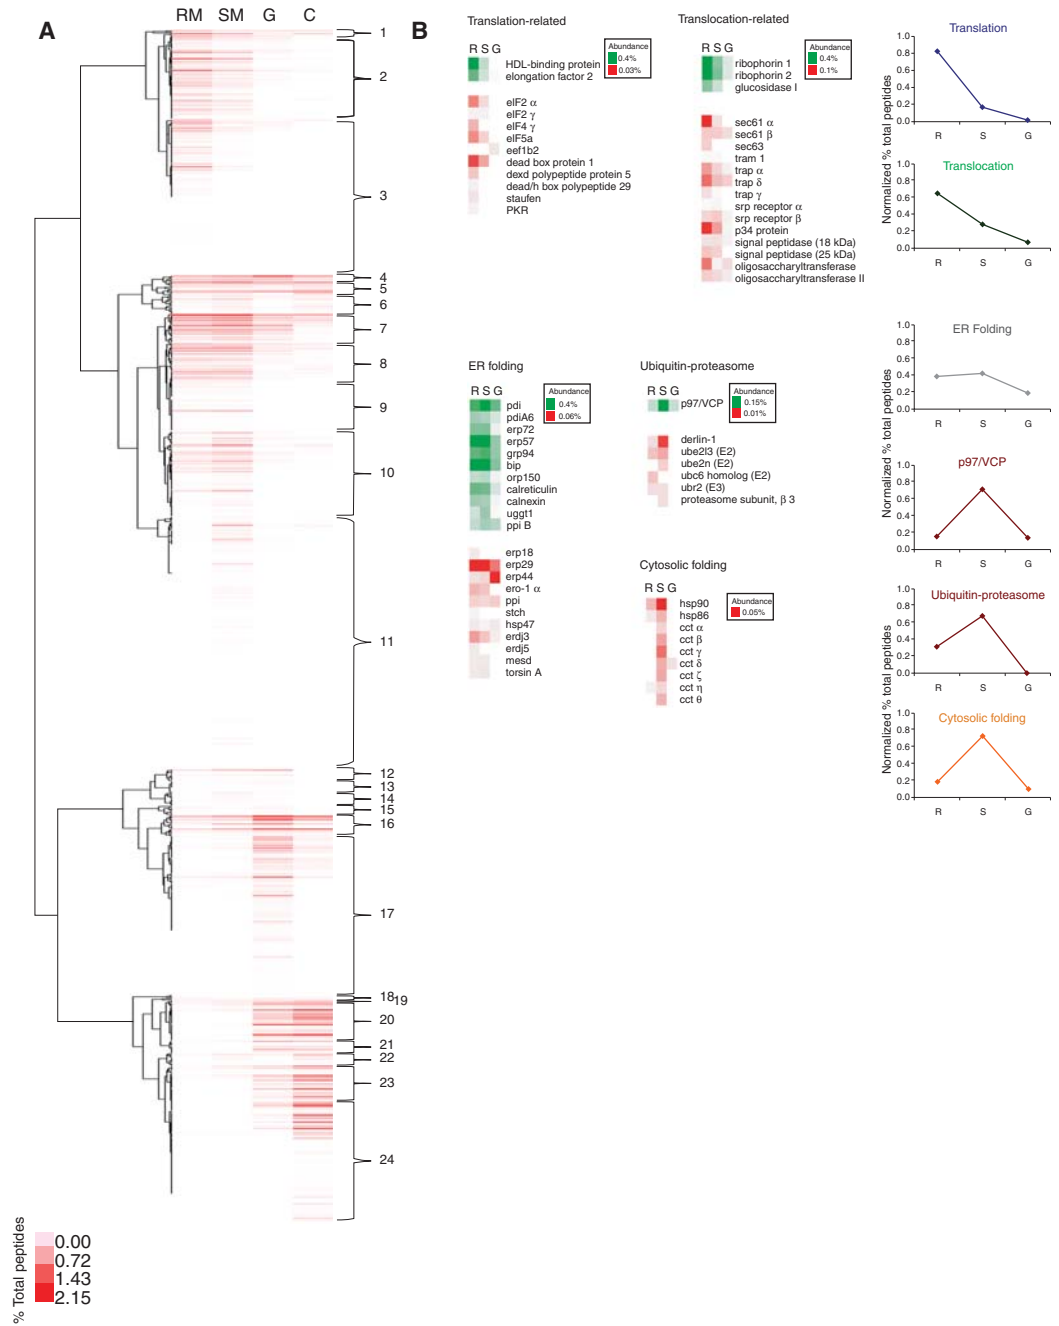 A
RM SM G C
1
2
3
4
5
6
7
8
9
10
11
12
13
14
15
16
17
18
19
20
21
22
23
24
% Total peptides
0.00
0.72
1.43
2.15
B
Translation-related
R S G
Abundance
0.4%
0.03%
HDL-binding protein
elongation factor 2
eIF2 α
eIF2 γ
eIF4 γ
eIF5a
eef1b2
dead box protein 1
dexd polypeptide protein 5
dead/h box polypeptide 29
staufen
PKR
Translocation-related
R S G
Abundance
0.4%
0.1%
ribophorin 1
ribophorin 2
glucosidase I
sec61 α
sec61 β
sec63
tram 1
trap α
trap δ
trap γ
srp receptor α
srp receptor β
p34 protein
signal peptidase (18 kDa)
signal peptidase (25 kDa)
oligosaccharyltransferase
oligosaccharyltransferase II
ER folding
R S G
Abundance
0.4%
0.06%
pdi
pdiA6
erp72
erp57
grp94
bip
orp150
calreticulin
calnexin
uggt1
ppi B
erp18
erp29
erp44
ero-1 α
ppi
stch
hsp47
erdj3
erdj5
mesd
torsin A
Ubiquitin-proteasome
R S G
Abundance
0.15%
0.01%
p97/VCP
derlin-1
ube2l3 (E2)
ube2n (E2)
ubc6 homolog (E2)
ubr2 (E3)
proteasome subunit, β 3
Cytosolic folding
R S G
Abundance
0.05%
hsp90
hsp86
cct α
cct β
cct γ
cct δ
cct ζ
cct η
cct θ
Normalized % total peptides
Translation
1.0
0.8
0.6
0.4
0.2
0.0
R S G
Translocation
1.0
0.8
0.6
0.4
0.2
0.0
R S G
Normalized % total peptides
ER Folding
1.0
0.8
0.6
0.4
0.2
0.0
R S G
p97/VCP
1.0
0.8
0.6
0.4
0.2
0.0
R S G
Normalized % total peptides
Ubiquitin-proteasome
1.0
0.8
0.6
0.4
0.2
0.0
R S G
Cytosolic folding
1.0
0.8
0.6
0.4
0.2
0.0
R S G